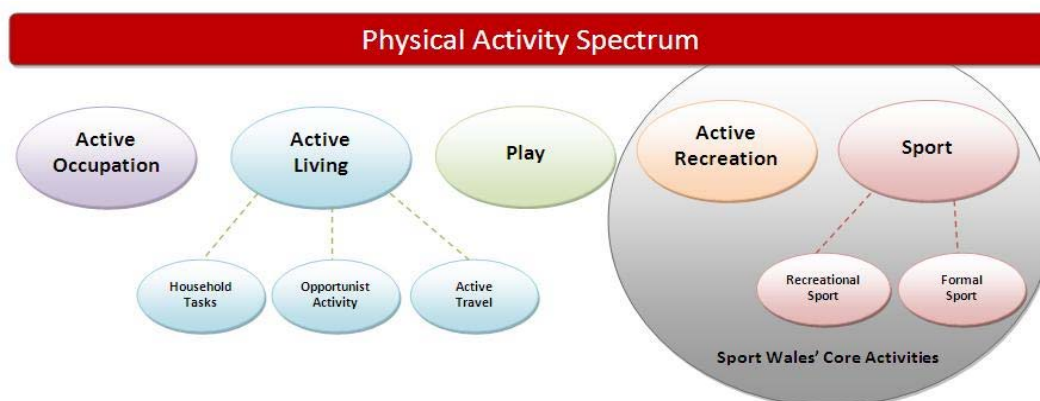 Physical Activity Spectrum
Active
Occupation
Active
Living
Play
Active
Recreation
Sport
Household
Tasks
Opportunist
Activity
Active
Travel
Recreational
Sport
Formal
Sport
Sport Wales’ Core Activities